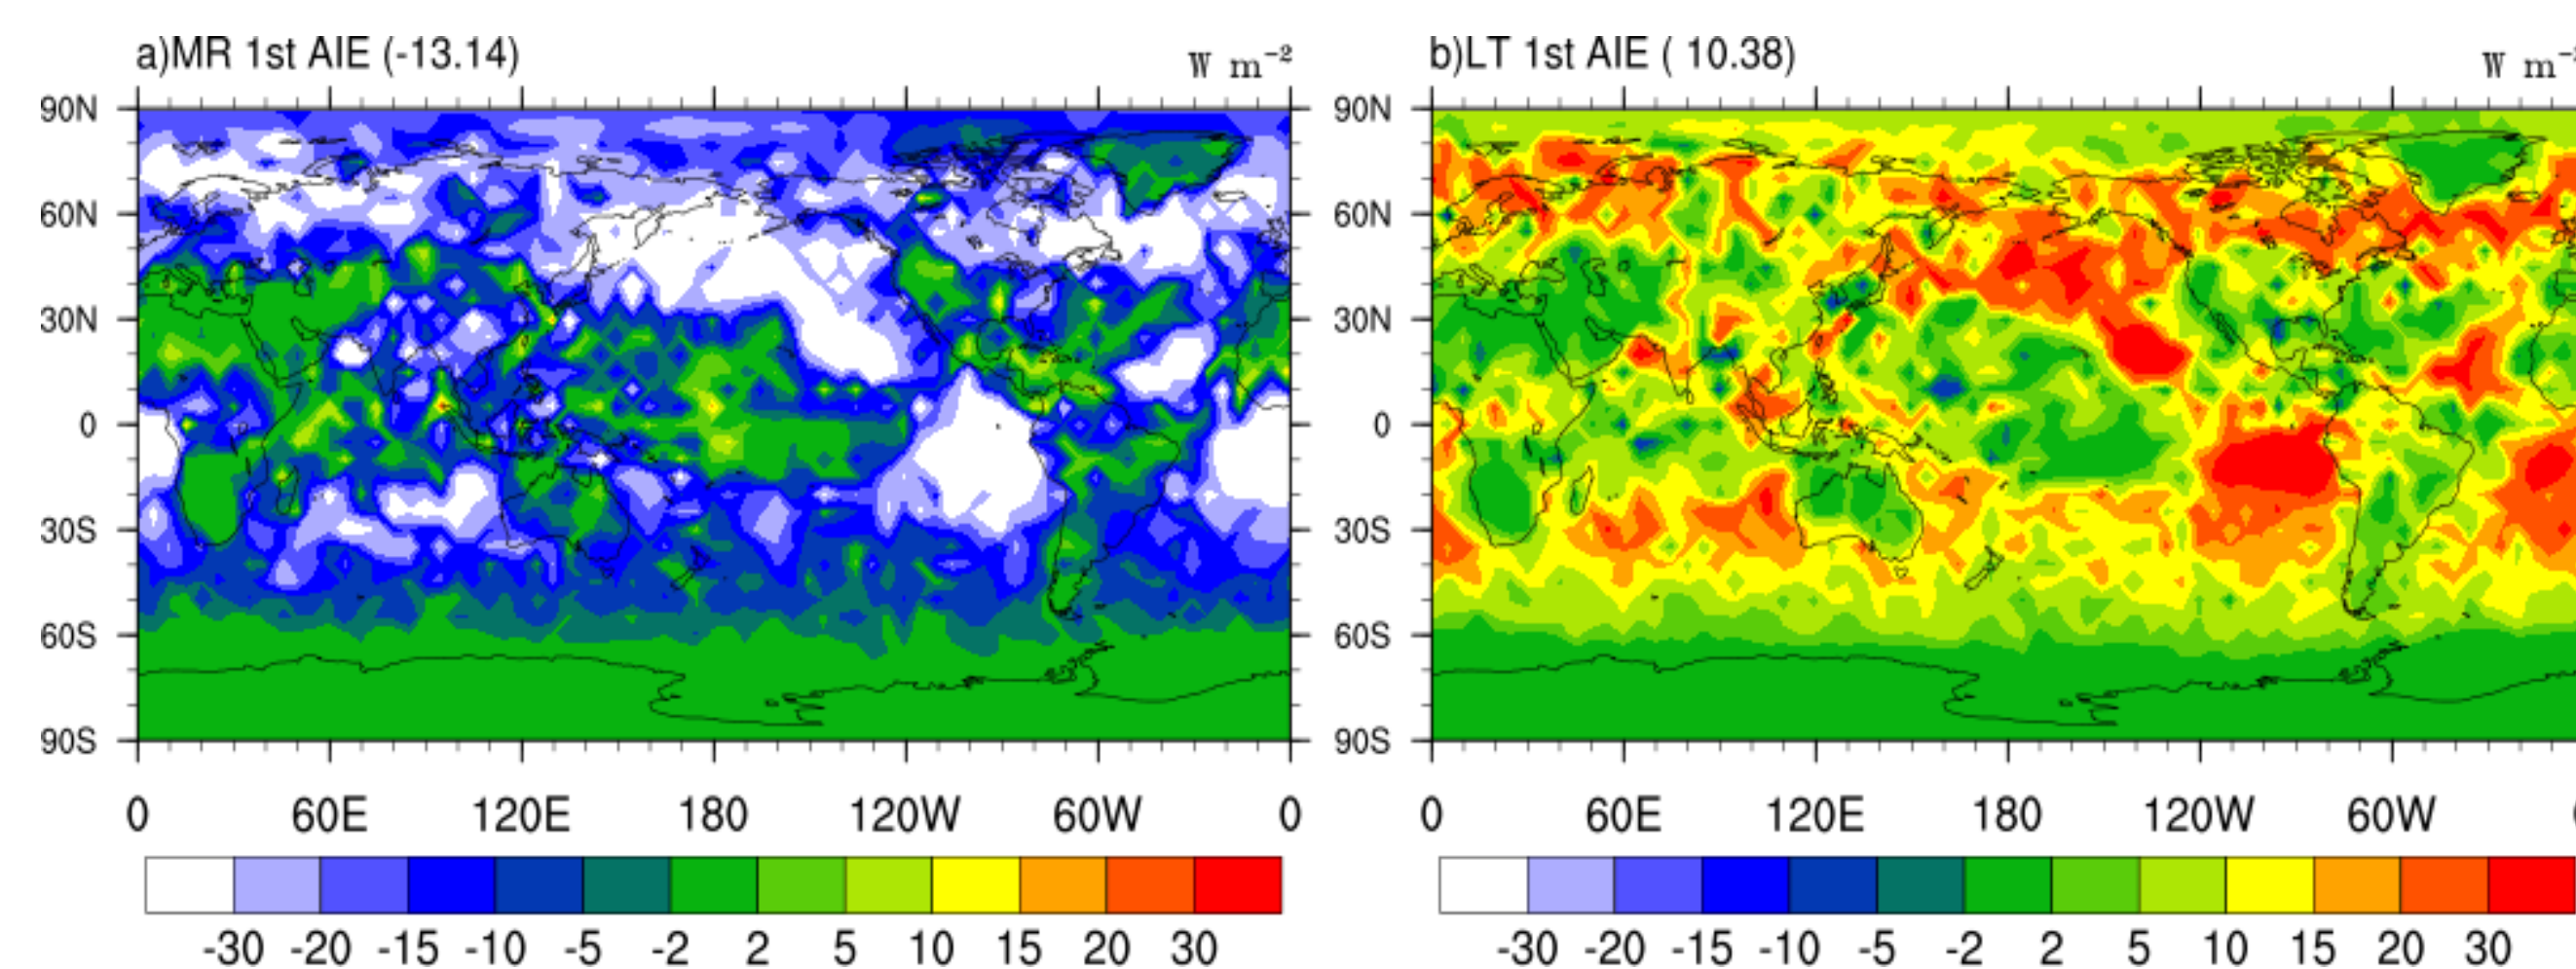 a)MR 1st AIE (-13.14)
W m⁻²
b)LT 1st AIE ( 10.38)
W m⁻
90N
60N
30N
0
30S
60S
90S
90N
60N
30N
0
30S
60S
90S
0 60E 120E 180 120W 60W 0
0 60E 120E 180 120W 60W
-30 -20 -15 -10 -5 -2 2 5 10 15 20 30
-30 -20 -15 -10 -5 -2 2 5 10 15 20 30